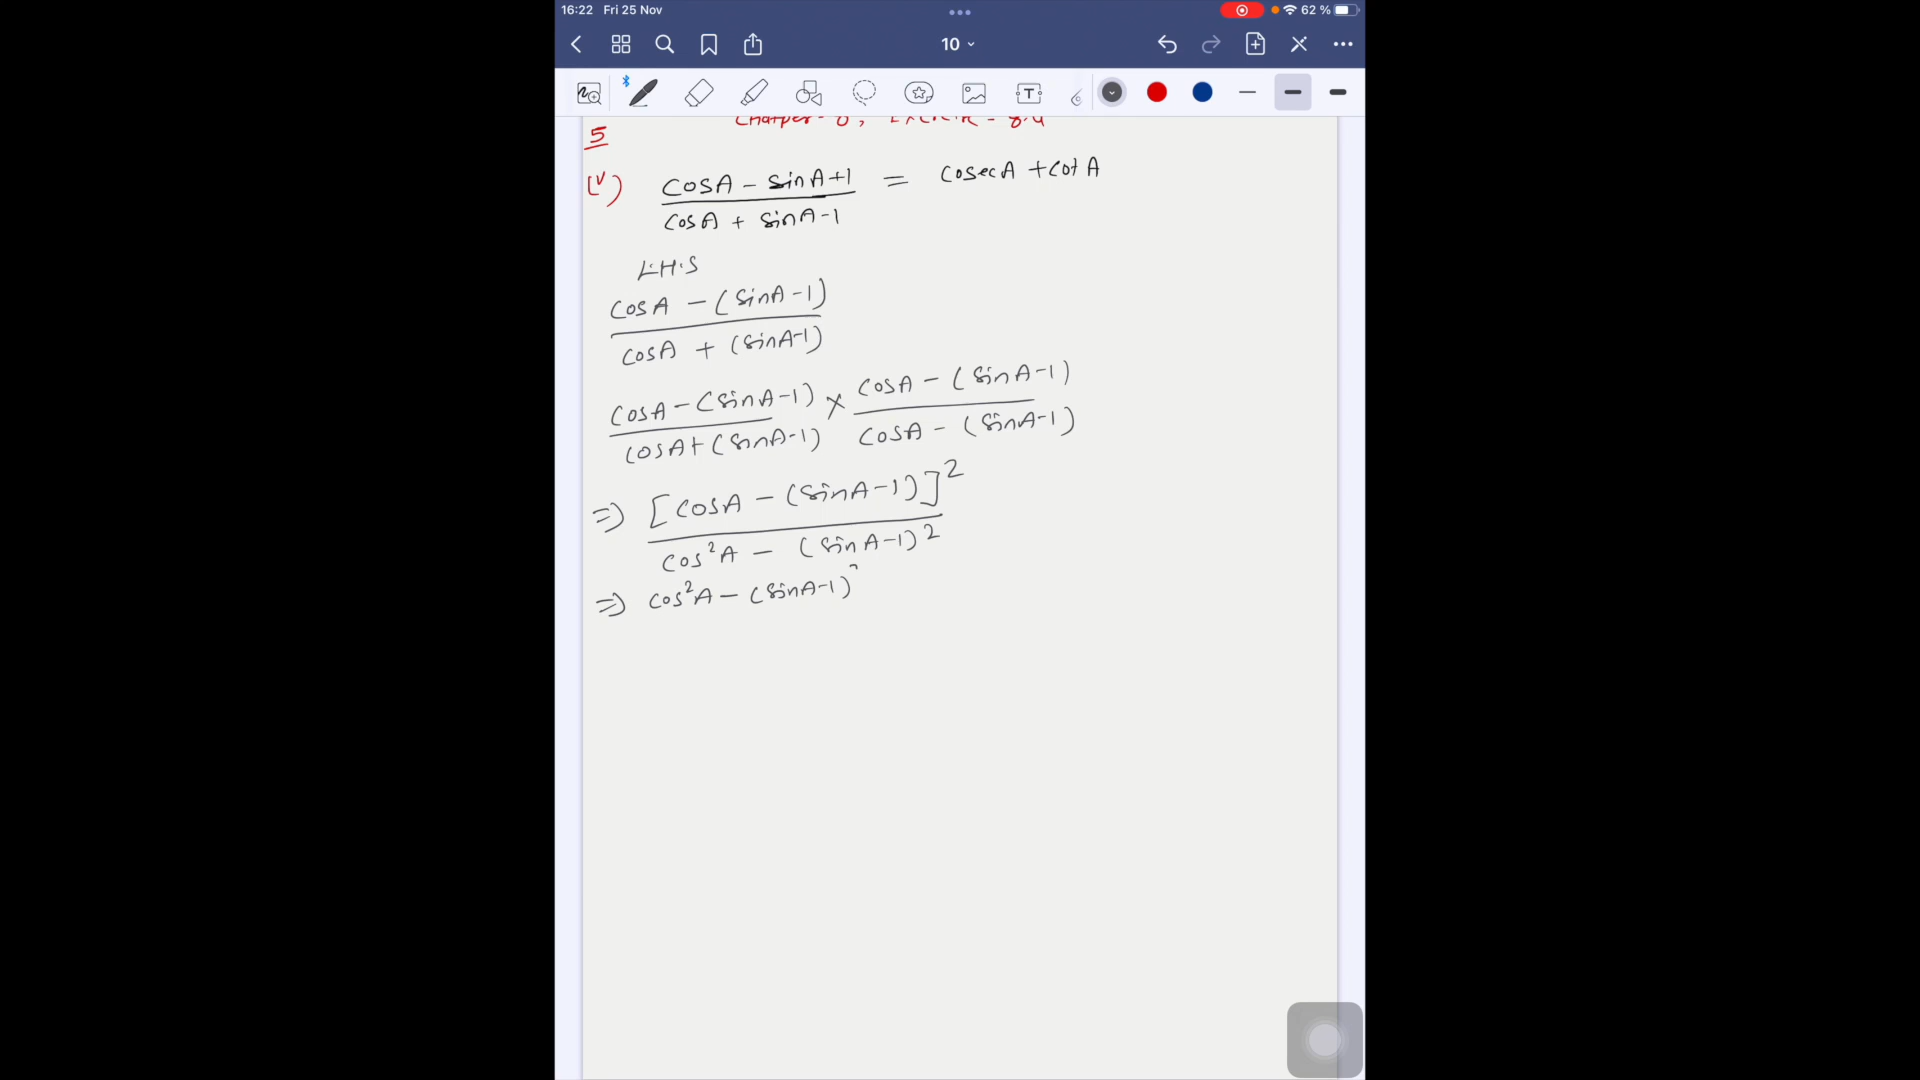 16:22 Fri 25 Nov 62 %
10
5
(v) cosA - sinA+1 = cosecA + cot A
cosA + sinA-1
L.H.S
cosA - (sinA-1)
cosA + (sinA-1)
cosA-(sinA-1) × cosA - (sinA-1)
cosA+(sinA-1) cosA - (sinA-1)
=> [cosA - (sinA-1)]²
cos²A - (sinA-1)²
=> cos²A - (sinA-1)